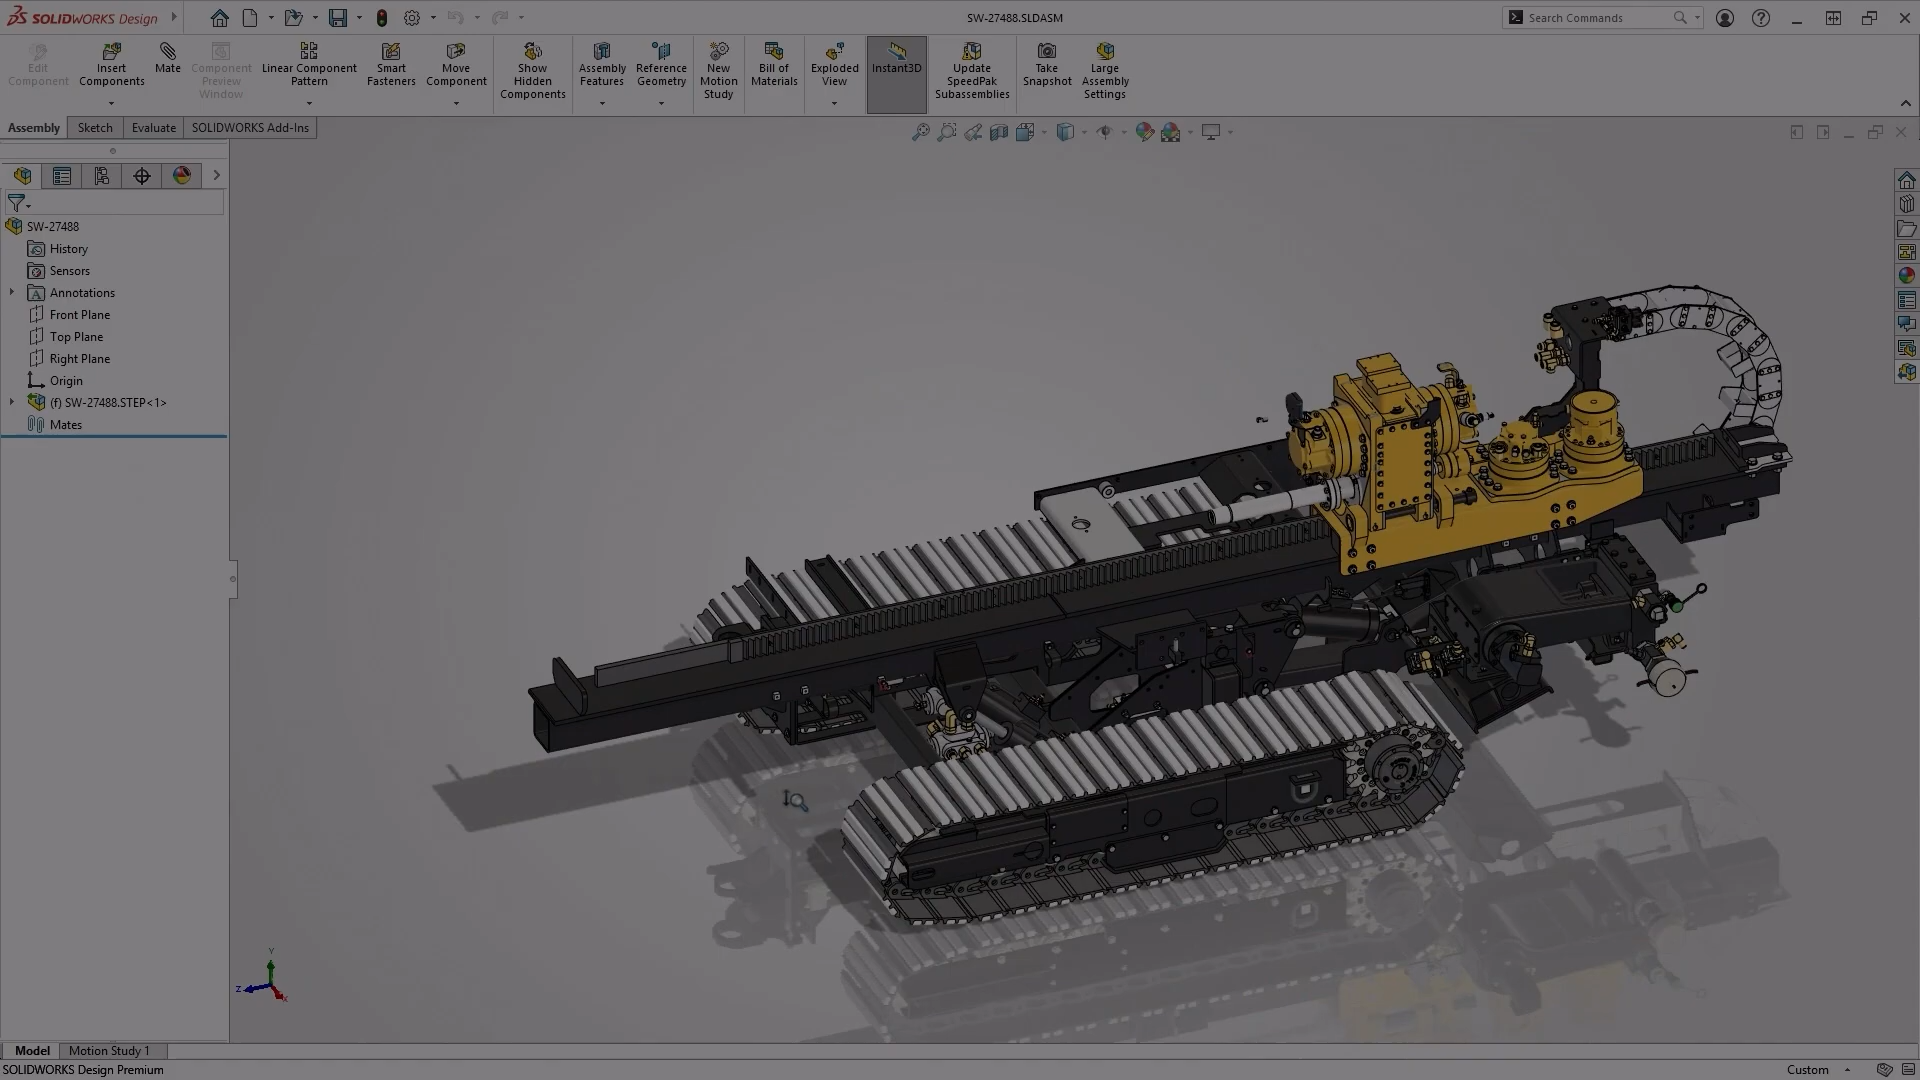 SOLIDWORKS Design
SW-27488.SLDASM
Search Commands
Edit Component
Insert Components
Mate
Component Preview Window
Linear Component Pattern
Smart Fasteners
Move Component
Show Hidden Components
Assembly Features
Reference Geometry
New Motion Study
Bill of Materials
Exploded View
Instant3D
Update SpeedPak Subassemblies
Take Snapshot
Large Assembly Settings
Assembly
Sketch
Evaluate
SOLIDWORKS Add-Ins
SW-27488
History
Sensors
Annotations
Front Plane
Top Plane
Right Plane
Origin
(f) SW-27488.STEP<1>
Mates
Y
Z
X
Model
Motion Study 1
SOLIDWORKS Design Premium
Custom